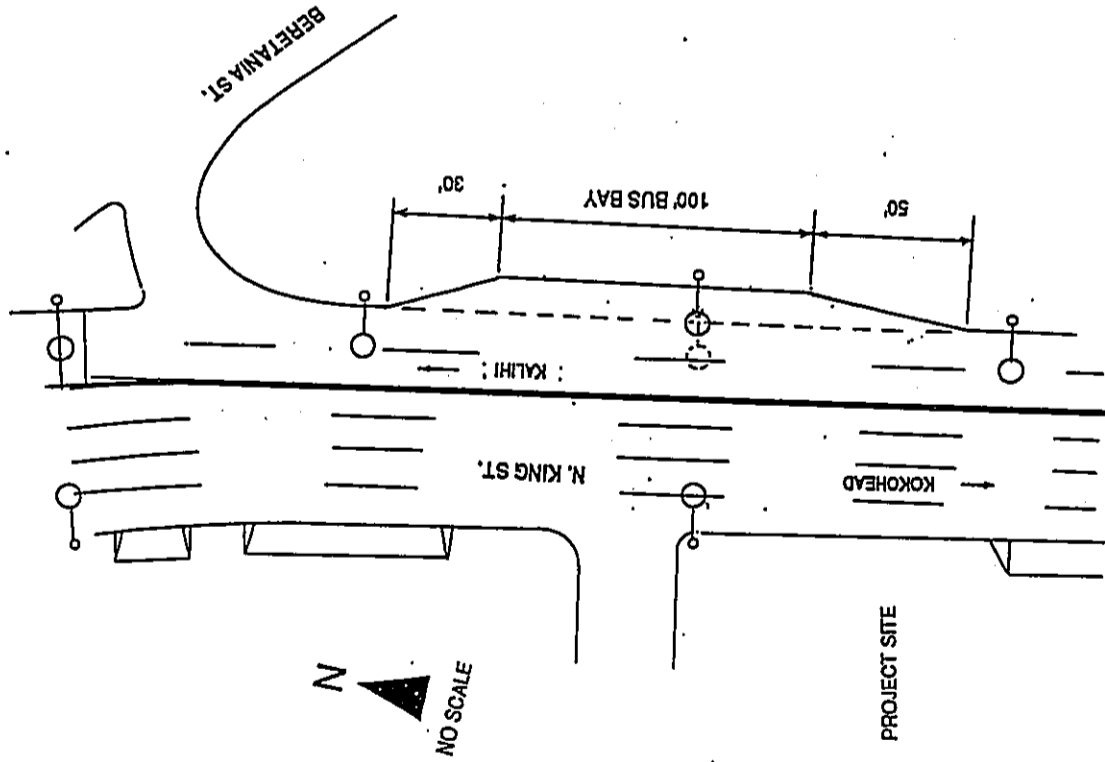 BERETANIA ST.
30'
100' BUS BAY
50'
: KALIHI :
N. KING ST.
KOKOHEAD
N
NO SCALE
PROJECT SITE